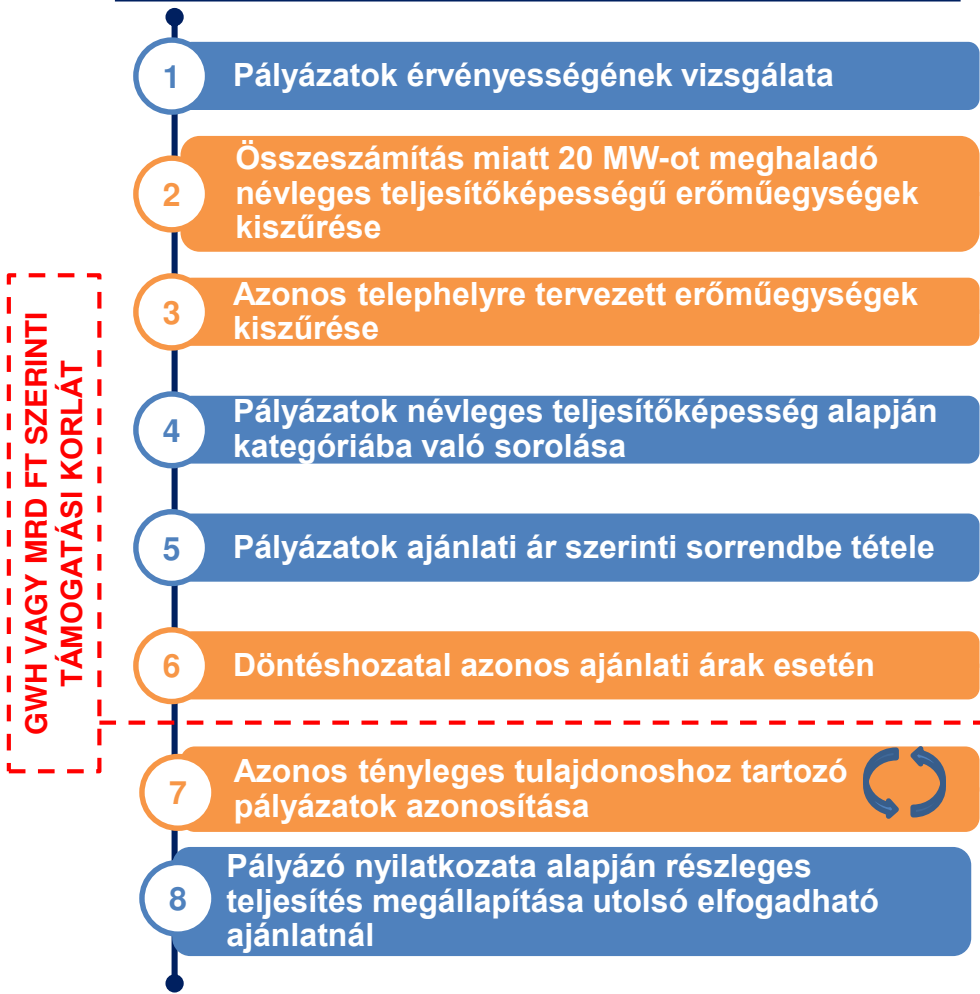 1
Pályázatok érvényességének vizsgálata
2
Összeszámítás miatt 20 MW-ot meghaladó
névleges teljesítőképességű erőműegységek
kiszűrése
3
Azonos telephelyre tervezett erőműegységek
kiszűrése
GWH VAGY MRD FT SZERINTI
TÁMOGATÁSI KORLÁT
4
Pályázatok névleges teljesítőképesség alapján
kategóriába való sorolása
5
Pályázatok ajánlati ár szerinti sorrendbe tétele
6
Döntéshozatal azonos ajánlati árak esetén
7
Azonos tényleges tulajdonoshoz tartozó
pályázatok azonosítása
8
Pályázó nyilatkozata alapján részleges
teljesítés megállapítása utolsó elfogadható
ajánlatnál